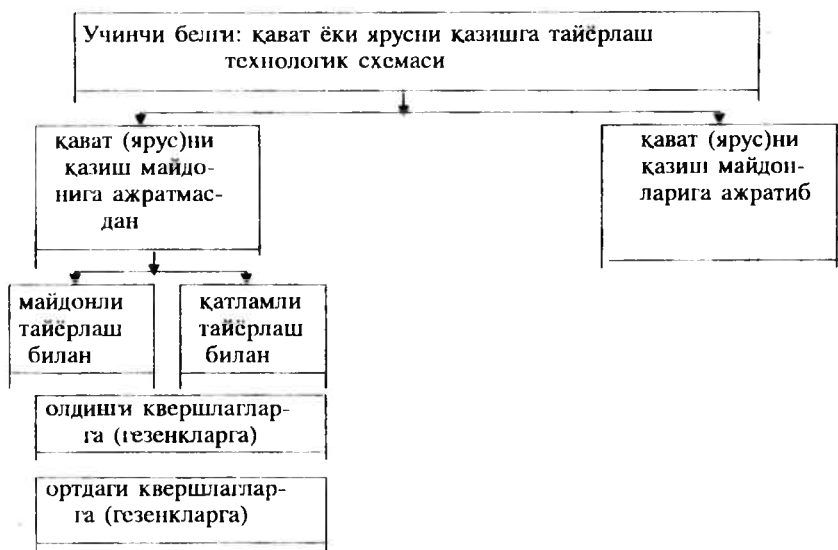 Учинчи белги: қават ёки ярусни қазишга тайёрлаш
технологик схемаси
қават (ярус)ни
қазиш майдо-
нига ажратмас-
дан
қават (ярус)ни
қазиш майдон-
ларига ажратиб
майдонли
тайёрлаш
билан
қатламли
тайёрлаш
билан
олдинги квершлаглар-
га (гезенкларга)
ортдаги квершлаглар-
га (гезенкларга)